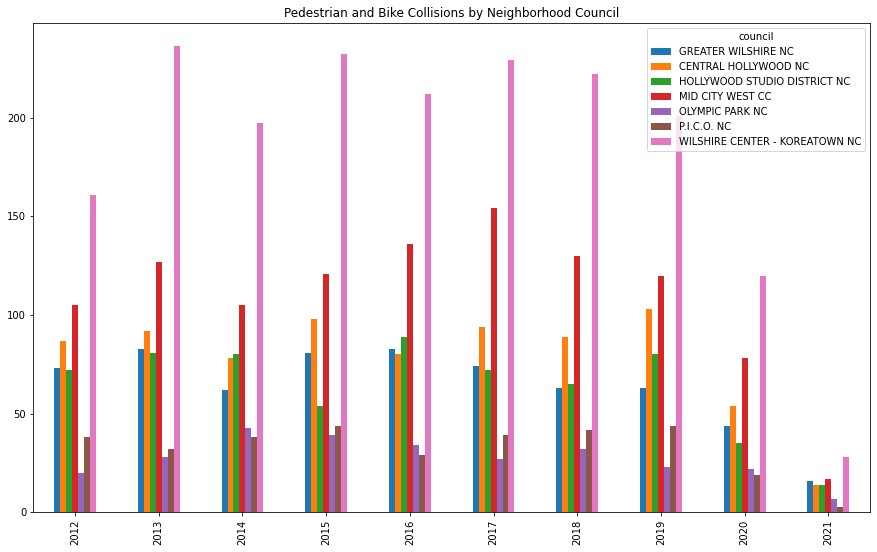 Pedestrian and Bike Collisions by Neighborhood Council
council
GREATER WILSHIRE NC
CENTRAL HOLLYWOOD NC
HOLLYWOOD STUDIO DISTRICT NC
MID CITY WEST CC
OLYMPIC PARK NC
P.I.C.O. NC
WILSHIRE CENTER - KOREATOWN NC
200
150
100
50
0
2012
2013
2014
2015
2016
2017
2018
2019
2020
2021